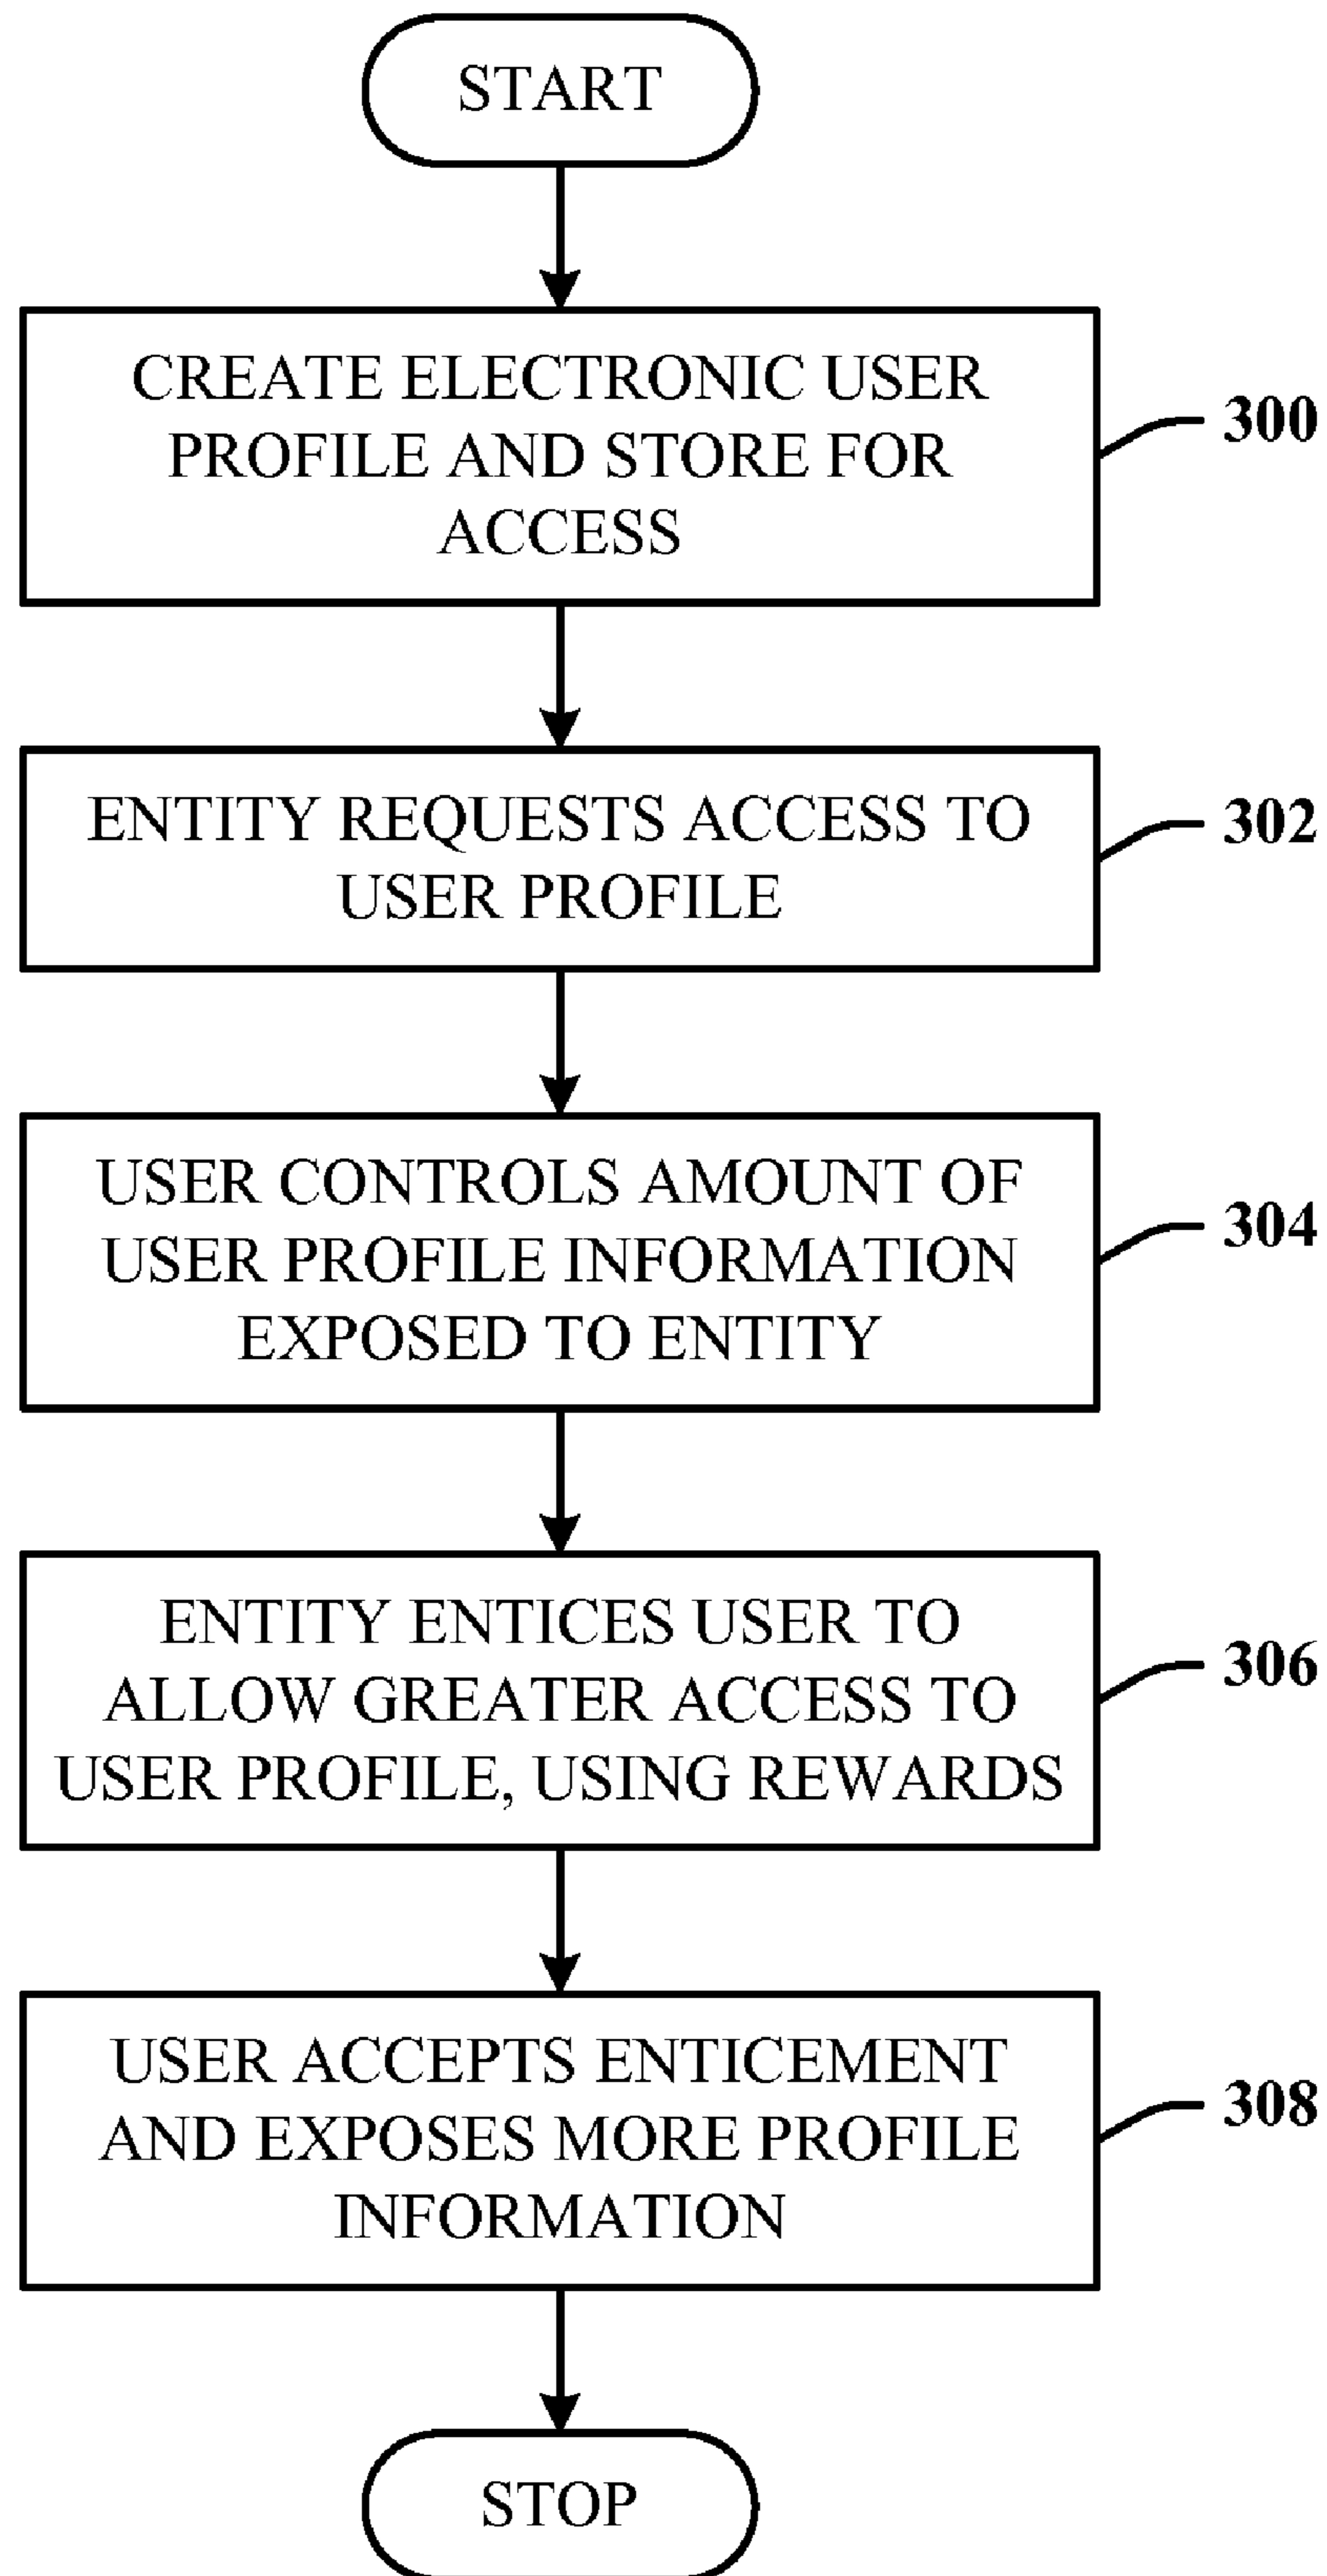 START
CREATE ELECTRONIC USER
PROFILE AND STORE FOR
ACCESS
300
ENTITY REQUESTS ACCESS TO
USER PROFILE
302
USER CONTROLS AMOUNT OF
USER PROFILE INFORMATION
EXPOSED TO ENTITY
304
ENTITY ENTICES USER TO
ALLOW GREATER ACCESS TO
USER PROFILE, USING REWARDS
306
USER ACCEPTS ENTICEMENT
AND EXPOSES MORE PROFILE
INFORMATION
308
STOP